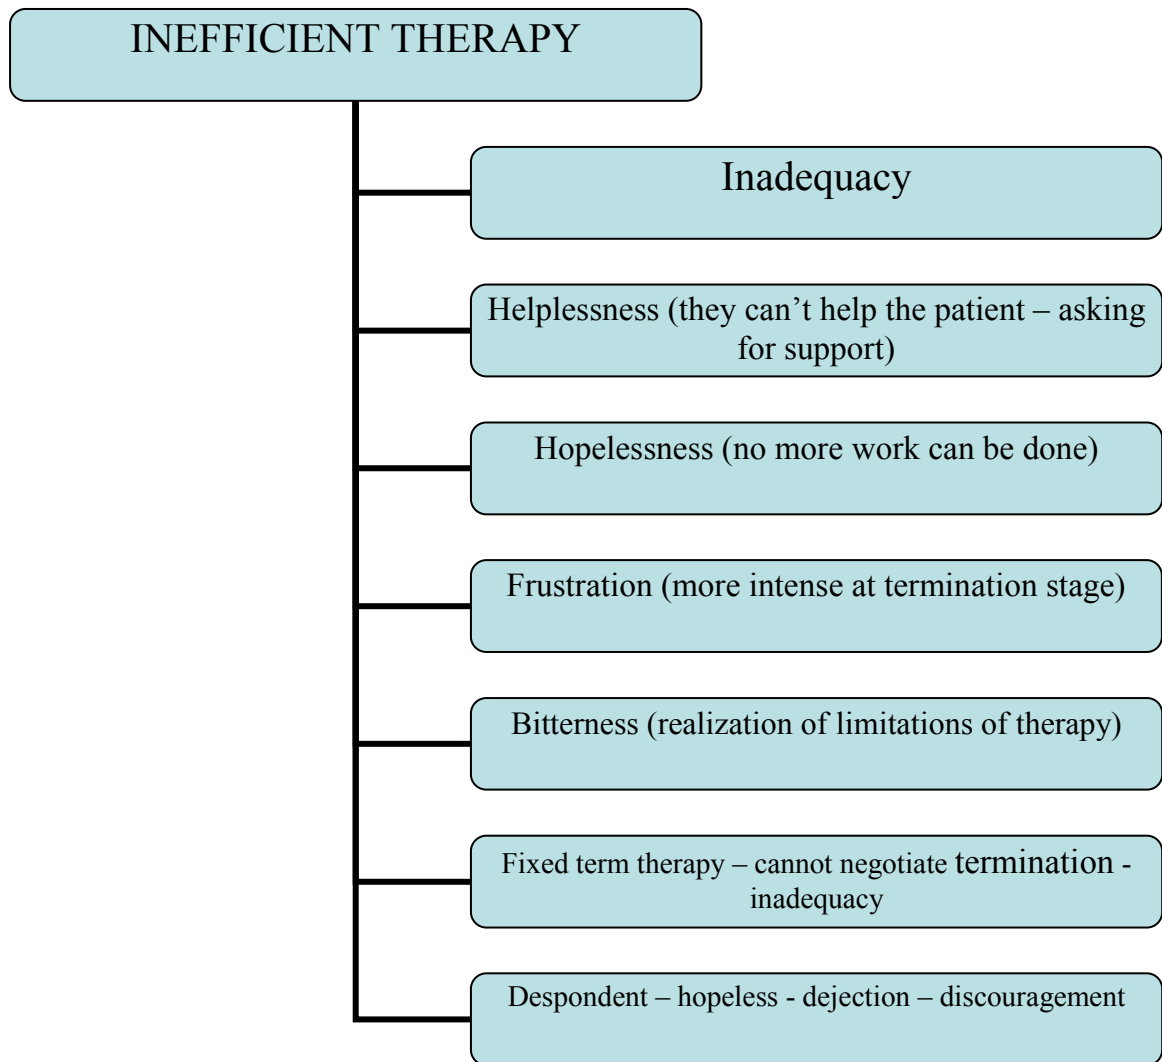 INEFFICIENT THERAPY
Inadequacy
Helplessness (they can’t help the patient – asking
for support)
Hopelessness (no more work can be done)
Frustration (more intense at termination stage)
Bitterness (realization of limitations of therapy)
Fixed term therapy – cannot negotiate termination -
inadequacy
Despondent – hopeless - dejection – discouragement